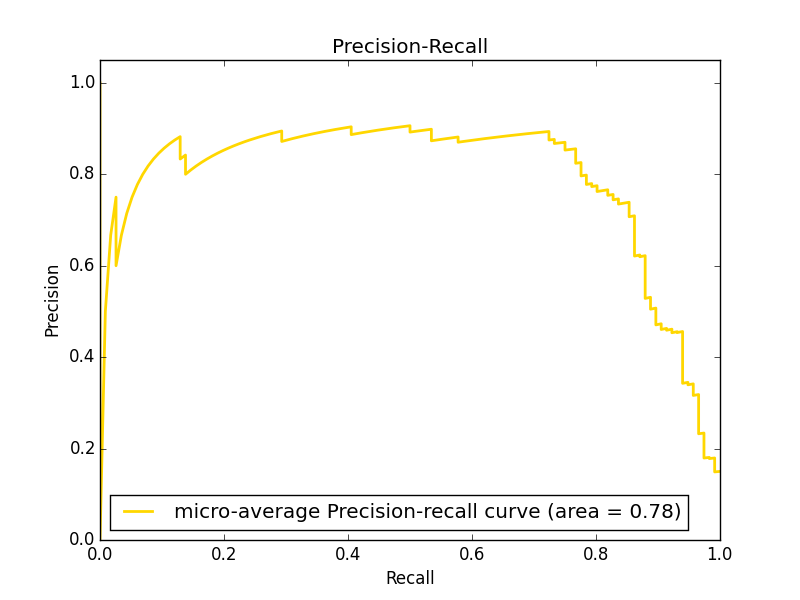 Precision-Recall
1.0
0.8
0.6
0.4
0.2
0.0
Precision
micro-average Precision-recall curve (area = 0.78)
0.0 0.2 0.4 0.6 0.8 1.0
Recall